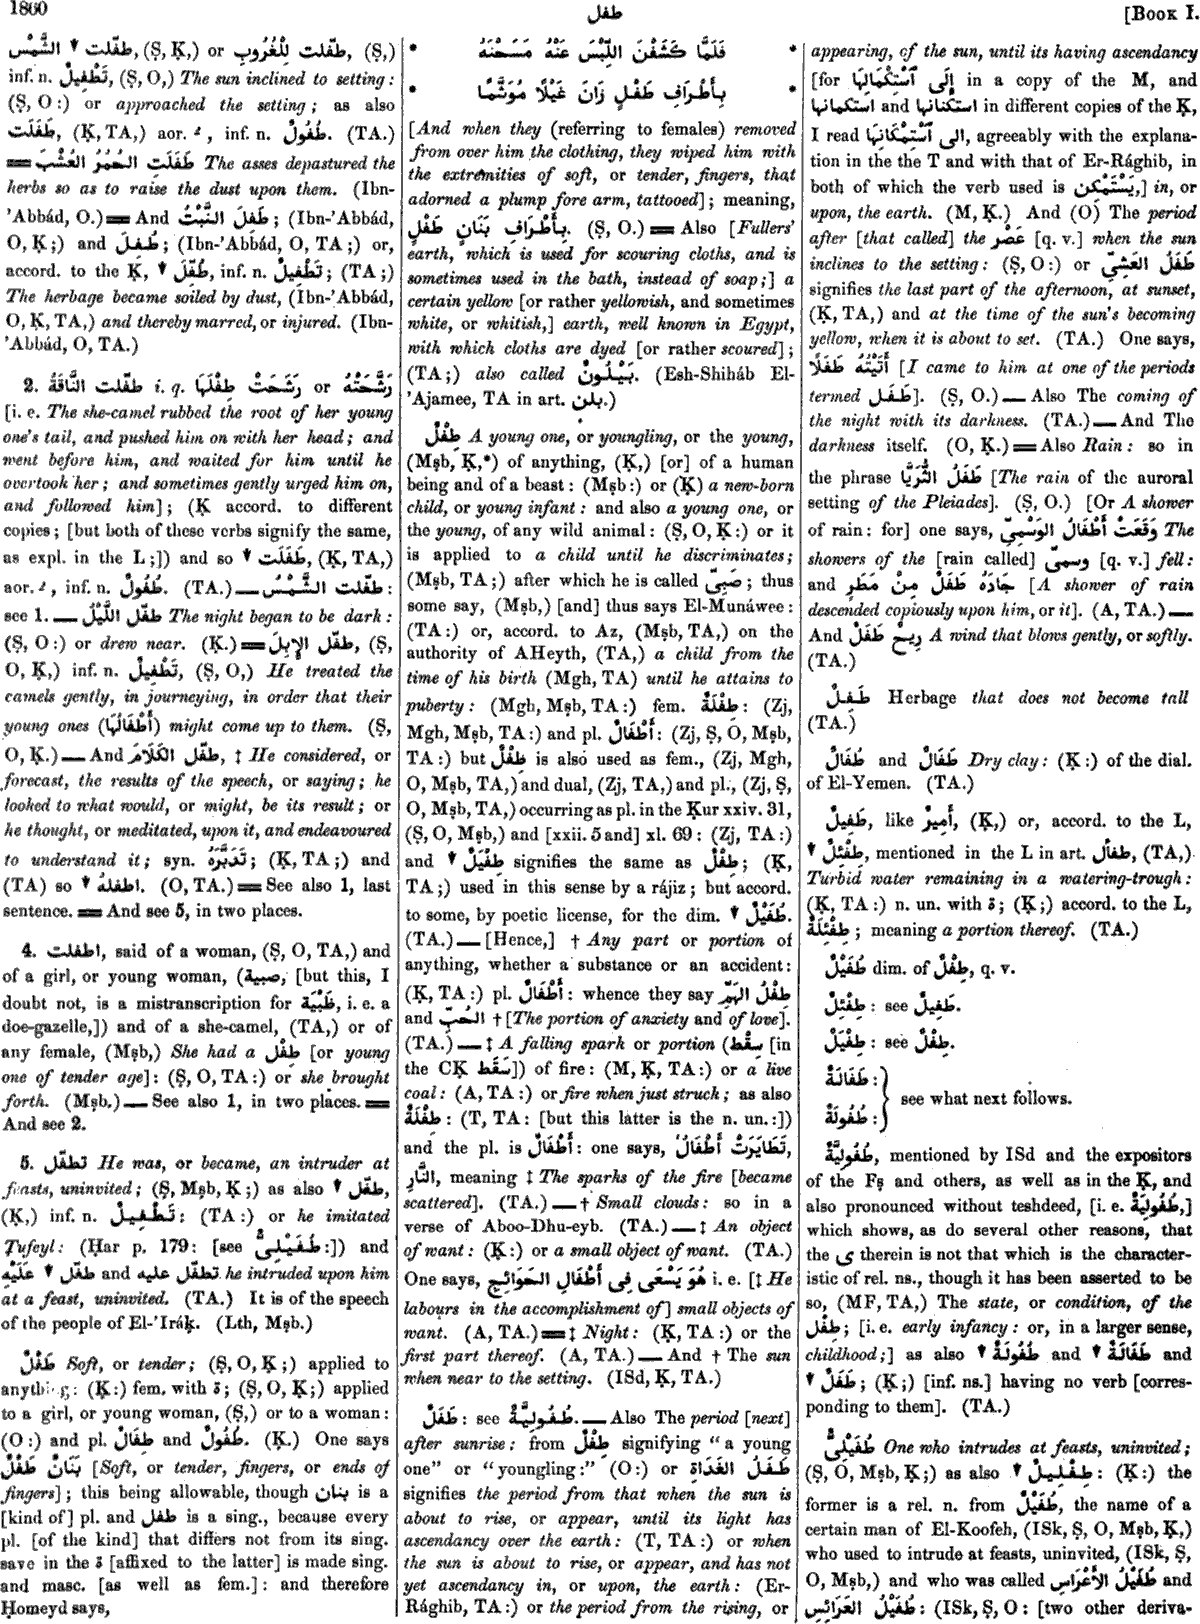 1860
طفل
[BOOK I.
الشَّمْسُ ↓ طفّلت, (Ṣ, Ḳ,) or طفّلت لِلْغُرُوبِ, (Ṣ,)
inf. n. تَطْفِيلٌ, (Ṣ, O,) The sun inclined to setting:
(Ṣ, O:) or approached the setting; as also
طَفَلَت, (Ḳ, TA,) aor. ـُ, inf. n. طُفُولٌ. (TA.)
═ طَفَلَتِ الحُمُرُ العُشْبَ The asses depastured the
herbs so as to raise the dust upon them. (Ibn-
'Abbád, O.) ═ And طَفِلَ النَّبْتُ; (Ibn-'Abbád,
O, Ḳ;) and طُفِلَ; (Ibn-'Abbád, O, TA;) or,
accord. to the Ḳ, ↓ طُفِّلَ, inf. n. تَطْفِيلٌ; (TA;)
The herbage became soiled by dust, (Ibn-'Abbád,
O, Ḳ, TA,) and thereby marred, or injured. (Ibn-
'Abbád, O, TA.)
2. طفّلت النَّاقَةُ i. q. رَشَحَتْ طِفْلَهَا or رَشَّحَتْهُ
[i. e. The she-camel rubbed the root of her young
one's tail, and pushed him on with her head; and
went before him, and waited for him until he
overtook her; and sometimes gently urged him on,
and followed him]; (Ḳ accord. to different
copies; [but both of these verbs signify the same,
as expl. in the L;]) and so ↓ طَفَلَت, (Ḳ, TA,)
aor. ـُ, inf. n. طُفُولٌ. (TA.) — طفّلت الشَّمْسُ:
see 1. — طفّل اللَّيْلُ The night began to be dark:
(Ṣ, O:) or drew near. (Ḳ.) ═ طفّل الإِبِلَ, (Ṣ,
O, Ḳ,) inf. n. تَطْفِيلٌ, (Ṣ, O,) He treated the
camels gently, in journeying, in order that their
young ones (أَطْفَالُهَا) might come up to them. (Ṣ,
O, Ḳ.) — And طفّل الكَلَامَ, ‡ He considered, or
forecast, the results of the speech, or saying; he
looked to what would, or might, be its result; or
he thought, or meditated, upon it, and endeavoured
to understand it; syn. تَدَبَّرَهُ; (Ḳ, TA;) and
(TA) so ↓ اطفلهُ. (O, TA.) ═ See also 1, last
sentence. ═ And see 5, in two places.
4. اطفلت, said of a woman, (Ṣ, O, TA,) and
of a girl, or young woman, (صبية, [but this, I
doubt not, is a mistranscription for ظَبْيَة, i. e. a
doe-gazelle,]) and of a she-camel, (TA,) or of
any female, (Mṣb,) She had a طِفْل [or young
one of tender age]: (Ṣ, O, TA:) or she brought
forth. (Mṣb.) — See also 1, in two places. ═
And see 2.
5. تطفّل He was, or became, an intruder at
feasts, uninvited; (Ṣ, Mṣb, Ḳ;) as also ↓ طفّل,
(Ḳ,) inf. n. تَطْفِيلٌ: (TA:) or he imitated
Ṭufeyl: (Ḥar p. 179: [see طُفَيْلِىٌّ:]) and
عَلَيْهِ ↓ طفّل and تطفّل عليه he intruded upon him
at a feast, uninvited. (TA.) It is of the speech
of the people of El-'Iráḳ. (Lth, Mṣb.)
طَفْلٌ Soft, or tender; (Ṣ, O, Ḳ;) applied to
anything: (Ḳ:) fem. with ة; (Ṣ, O, Ḳ;) applied
to a girl, or young woman, (Ṣ,) or to a woman:
(O:) and pl. طِفَالٌ and طُفُولٌ. (Ḳ.) One says
بَنَانٌ طَفْلٌ [Soft, or tender, fingers, or ends of
fingers]; this being allowable, though بنان is a
[kind of] pl. and طفل is a sing., because every
pl. [of the kind] that differs not from its sing.
save in the ة [affixed to the latter] is made sing.
and masc. [as well as fem.]: and therefore
Ḥomeyd says,
* فَلَمَّا كَشَفْنَ اللِّبْسَ عَنْهُ مَسَحْنَهُ *
* بِأَطْرَافِ طَفْلٍ زَانَ غَيْلًا مُوَشَّمًا *
[And when they (referring to females) removed
from over him the clothing, they wiped him with
the extremities of soft, or tender, fingers, that
adorned a plump fore arm, tattooed]; meaning,
بِأَطْرَافِ بَنَانٍ طَفْلٍ. (Ṣ, O.) ═ Also [Fullers'
earth, which is used for scouring cloths, and is
sometimes used in the bath, instead of soap;] a
certain yellow [or rather yellowish, and sometimes
white, or whitish,] earth, well known in Egypt,
with which cloths are dyed [or rather scoured];
(TA;) also called بَيْلُونٌ. (Esh-Shiháb El-
'Ajamee, TA in art. بلن.)
طِفْلٌ A young one, or youngling, or the young,
(Mṣb, Ḳ,*) of anything, (Ḳ,) [or] of a human
being and of a beast: (Mṣb:) or (Ḳ) a new-born
child, or young infant: and also a young one, or
the young, of any wild animal: (Ṣ, O, Ḳ:) or it
is applied to a child until he discriminates;
(Mṣb, TA;) after which he is called صَبِىٌّ; thus
some say, (Mṣb,) [and] thus says El-Munáwee:
(TA:) or, accord. to Az, (Mṣb, TA,) on the
authority of AHeyth, (TA,) a child from the
time of his birth (Mgh, TA) until he attains to
puberty: (Mgh, Mṣb, TA:) fem. طِفْلَةٌ: (Zj,
Mgh, Mṣb, TA:) and pl. أَطْفَالٌ: (Zj, Ṣ, O, Mṣb,
TA:) but طِفْلٌ is also used as fem., (Zj, Mgh,
O, Mṣb, TA,) and dual, (Zj, TA,) and pl., (Zj, Ṣ,
O, Mṣb, TA,) occurring as pl. in the Ḳur xxiv. 31,
(Ṣ, O, Mṣb,) and [xxii. 5 and] xl. 69: (Zj, TA:)
and ↓ طِفْيَلٌ signifies the same as طِفْلٌ; (Ḳ,
TA;) used in this sense by a rájiz; but accord.
to some, by poetic license, for the dim. ↓ طُفَيْلٌ.
(TA.) — [Hence,] † Any part or portion of
anything, whether a substance or an accident:
(Ḳ, TA:) pl. أَطْفَالٌ: whence they say طِفْلُ الهَمِّ
and الحُبِّ † [The portion of anxiety and of love].
(TA.) — ‡ A falling spark or portion (سِقْط [in
the CḲ سَقَط]) of fire: (M, Ḳ, TA:) or a live
coal: (A, TA:) or fire when just struck; as also
طِفْلَةٌ: (T, TA: [but this latter is the n. un.:])
and the pl. is أَطْفَالٌ: one says, تَطَايَرَتْ أَطْفَالُ
النَّارِ, meaning ‡ The sparks of the fire [became
scattered]. (TA.) — † Small clouds: so in a
verse of Aboo-Dhu-eyb. (TA.) — ‡ An object
of want: (Ḳ:) or a small object of want. (TA.)
One says, هُوَ يَسْعَى فِى أَطْفَالِ الحَوَائِجِ i. e. [‡ He
labours in the accomplishment of] small objects of
want. (A, TA.) ═ ‡ Night: (Ḳ, TA:) or the
first part thereof. (A, TA.) — And † The sun
when near to the setting. (ISd, Ḳ, TA.)
طَفَلٌ: see طُفُولِيَّةٌ. — Also The period [next]
after sunrise: from طِفْلٌ signifying "a young
one" or "youngling:" (O:) or طَفَلُ الغَدَاةِ
signifies the period from that when the sun is
about to rise, or appear, until its light has
ascendancy over the earth: (T, TA:) or when
the sun is about to rise, or appear, and has not
yet ascendancy in, or upon, the earth: (Er-
Rághib, TA:) or the period from the rising, or
appearing, of the sun, until its having ascendancy
[for إِلَى ٱسْتِكْمَالِهَا in a copy of the M, and
استكمانها and استكنانها in different copies of the Ḳ,
I read الى ٱسْتِمْكَانِهَا, agreeably with the explana-
tion in the the T and with that of Er-Rághib, in
both of which the verb used is يَسْتَمْكِن,] in, or
upon, the earth. (M, Ḳ.) And (O) The period
after [that called] the عَصْر [q. v.] when the sun
inclines to the setting: (Ṣ, O:) or طَفَلُ العَشِىِّ
signifies the last part of the afternoon, at sunset,
(Ḳ, TA,) and at the time of the sun's becoming
yellow, when it is about to set. (TA.) One says,
أَتَيْتُهُ طَفَلًا [I came to him at one of the periods
termed طَفَل]. (Ṣ, O.) — Also The coming of
the night with its darkness. (TA.) — And The
darkness itself. (O, Ḳ.) ═ Also Rain: so in
the phrase طَفَلُ الثُّرَيَّا [The rain of the auroral
setting of the Pleiades]. (Ṣ, O.) [Or A shower
of rain: for] one says, وَقَعَتْ أَطْفَالُ الوَسْمِىِّ The
showers of the [rain called] وسمىّ [q. v.] fell:
and جَادَهُ طَفَلٌ مِنْ مَطَرٍ [A shower of rain
descended copiously upon him, or it]. (A, TA.) —
And رِيحٌ طَفَلٌ A wind that blows gently, or softly.
(TA.)
طَفِلٌ Herbage that does not become tall
(TA.)
طُفَالٌ and طَفَالٌ Dry clay: (Ḳ:) of the dial.
of El-Yemen. (TA.)
طَفِيلٌ, like أَمِيرٌ, (Ḳ,) or, accord. to the L,
↓ طِفْئِلٌ, mentioned in the L in art. طفأل, (TA,)
Turbid water remaining in a watering-trough:
(Ḳ, TA:) n. un. with ة; (Ḳ;) accord. to the L,
طِفْئِلَةٌ; meaning a portion thereof. (TA.)
طُفَيْلٌ dim. of طِفْلٌ, q. v.
طِفْئِلٌ: see طَفِيلٌ.
طِفْيَلٌ: see طِفْلٌ.
طَفَالَةٌ:
طُفُولَةٌ:
} see what next follows.
طُفُولِيَّةٌ, mentioned by ISd and the expositors
of the Fṣ and others, as well as in the Ḳ, and
also pronounced without teshdeed, [i. e. طُفُولِيَةٌ,]
which shows, as do several other reasons, that
the ى therein is not that which is the character-
istic of rel. ns., though it has been asserted to be
so, (MF, TA,) The state, or condition, of the
طِفْل; [i. e. early infancy: or, in a larger sense,
childhood;] as also ↓ طُفُولَةٌ and ↓ طَفَالَةٌ and
↓ طَفَلٌ; (Ḳ;) [inf. ns.] having no verb [corres-
ponding to them]. (TA.)
طُفَيْلِىٌّ One who intrudes at feasts, uninvited;
(Ṣ, O, Mṣb, Ḳ;) as also ↓ طِفْلِيلٌ: (Ḳ:) the
former is a rel. n. from طُفَيْلٌ, the name of a
certain man of El-Koofeh, (ISk, Ṣ, O, Mṣb, Ḳ,)
who used to intrude at feasts, uninvited, (ISk, Ṣ,
O, Mṣb,) and who was called طُفَيْلُ الأَعْرَاسِ and
طُفَيْلُ العَرَائِسِ: (ISk, Ṣ, O: [two other deriva-